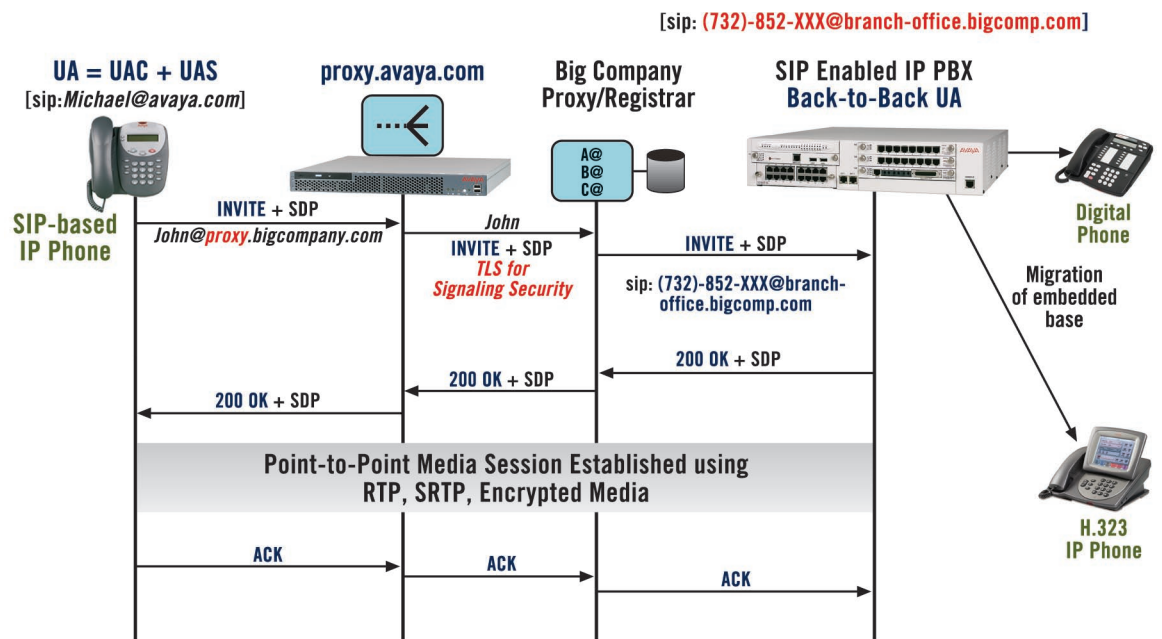 [sip: (732)-852-XXX@branch-office.bigcomp.com]
UA = UAC + UAS
[sip:Michael@avaya.com]
proxy.avaya.com
Big Company
Proxy/Registrar
SIP Enabled IP PBX
Back-to-Back UA
A@
B@
C@
AVAYA
SIP-based
IP Phone
INVITE + SDP
John@proxy.bigcompany.com
John
INVITE + SDP
TLS for
Signaling Security
INVITE + SDP
sip: (732)-852-XXX@branch-
office.bigcomp.com
Digital
Phone
Migration
of embedded
base
200 OK + SDP
200 OK + SDP
200 OK + SDP
Point-to-Point Media Session Established using
RTP, SRTP, Encrypted Media
H.323
IP Phone
ACK
ACK
ACK